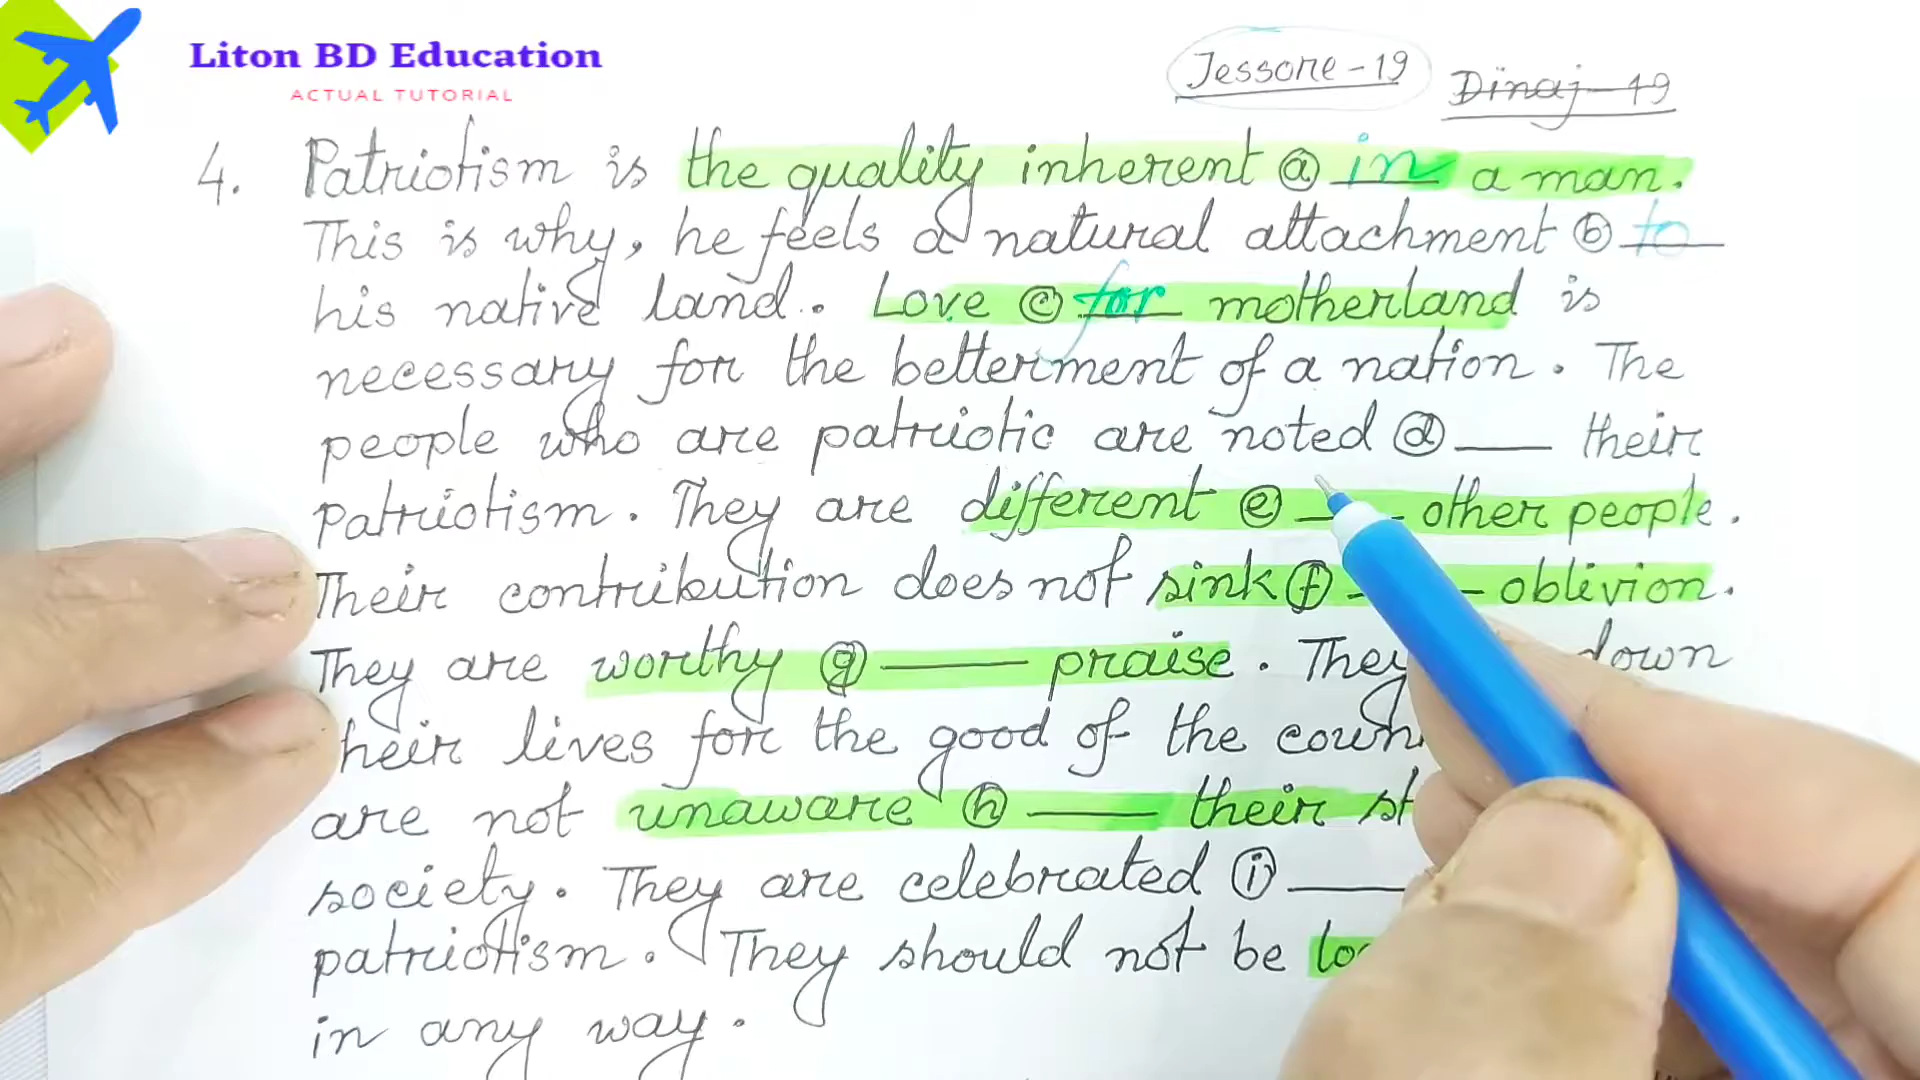 Liton BD Education
ACTUAL TUTORIAL
Jessore-19 Dinaj-19
4. Patriotism is the quality inherent (a) in a man.
This is why, he feels a natural attachment (b) to
his native land. Love (c) for motherland is
necessary for the betterment of a nation. The
people who are patriotic are noted (d) ___ their
patriotism. They are different (e) ___ other people.
Their contribution does not sink (f) ___ oblivion.
They are worthy (g) ___ praise. They down
their lives for the good of the
are not unaware (h) ___ their
society. They are celebrated (i) ___
patriotism. They should not be
in any way.